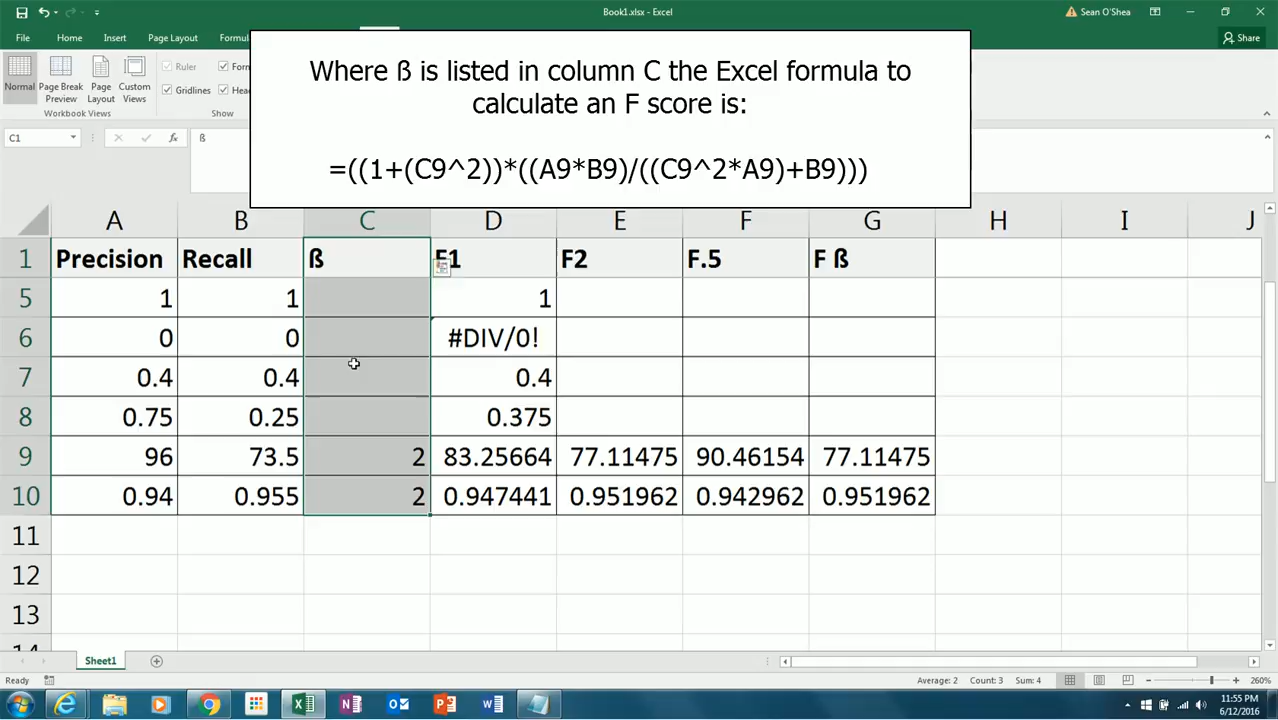 Book1.xlsx - Excel
Sean O'Shea
File Home Insert Page Layout Formul
Share
Normal
Page Break
Preview
Page
Layout
Custom
Views
Workbook Views
Ruler
Form
Gridlines
Head
Show
Where ß is listed in column C the Excel formula to
calculate an F score is:
=((1+(C9^2))*((A9*B9)/((C9^2*A9)+B9)))
C1
fx
ß
A B C D E F G H I J
1 Precision Recall ß F1 F2 F.5 F ß
5 1 1 1
6 0 0 #DIV/0!
7 0.4 0.4 0.4
8 0.75 0.25 0.375
9 96 73.5 2 83.25664 77.11475 90.46154 77.11475
10 0.94 0.955 2 0.947441 0.951962 0.942962 0.951962
11
12
13
14
Sheet1
Ready
Average: 2 Count: 3 Sum: 4
260%
11:55 PM
6/12/2016